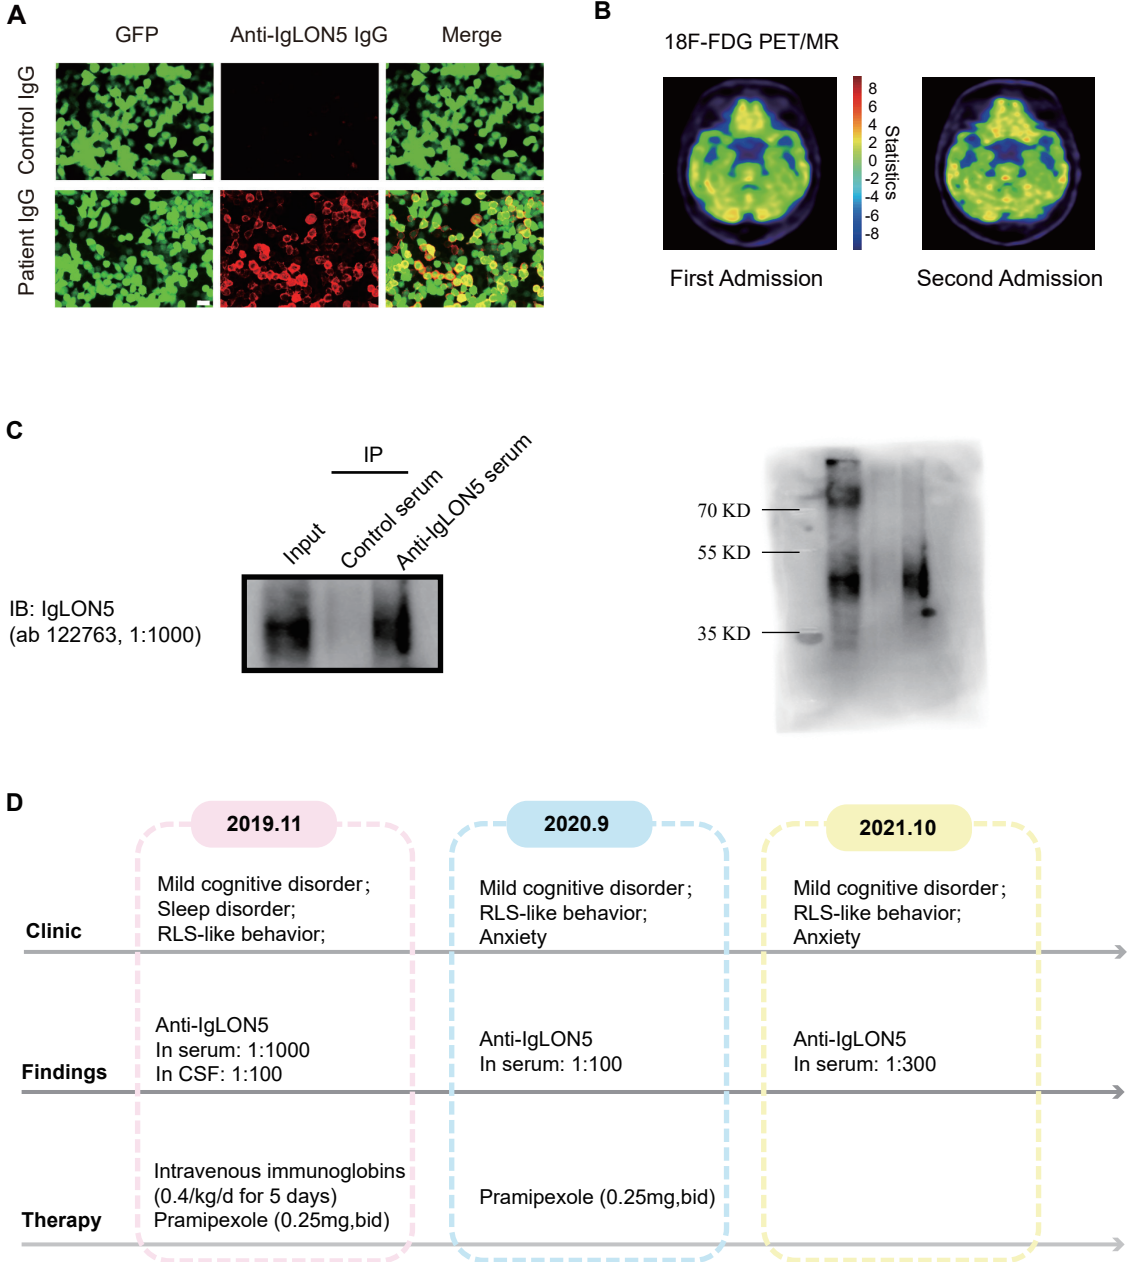 A
GFP
Anti-IgLON5 IgG
Merge
Control IgG
Patient IgG
B
18F-FDG PET/MR
8
6
4
2
0
-2
-4
-6
-8
Statistics
First Admission
Second Admission
C
IP
Input
Control serum
Anti-IgLON5 serum
IB: IgLON5
(ab 122763, 1:1000)
70 KD
55 KD
35 KD
D
2019.11
2020.9
2021.10
Clinic
Mild cognitive disorder;
Sleep disorder;
RLS-like behavior;
Mild cognitive disorder;
RLS-like behavior;
Anxiety
Mild cognitive disorder;
RLS-like behavior;
Anxiety
Findings
Anti-IgLON5
In serum: 1:1000
In CSF: 1:100
Anti-IgLON5
In serum: 1:100
Anti-IgLON5
In serum: 1:300
Therapy
Intravenous immunoglobins
(0.4/kg/d for 5 days)
Pramipexole (0.25mg,bid)
Pramipexole (0.25mg,bid)